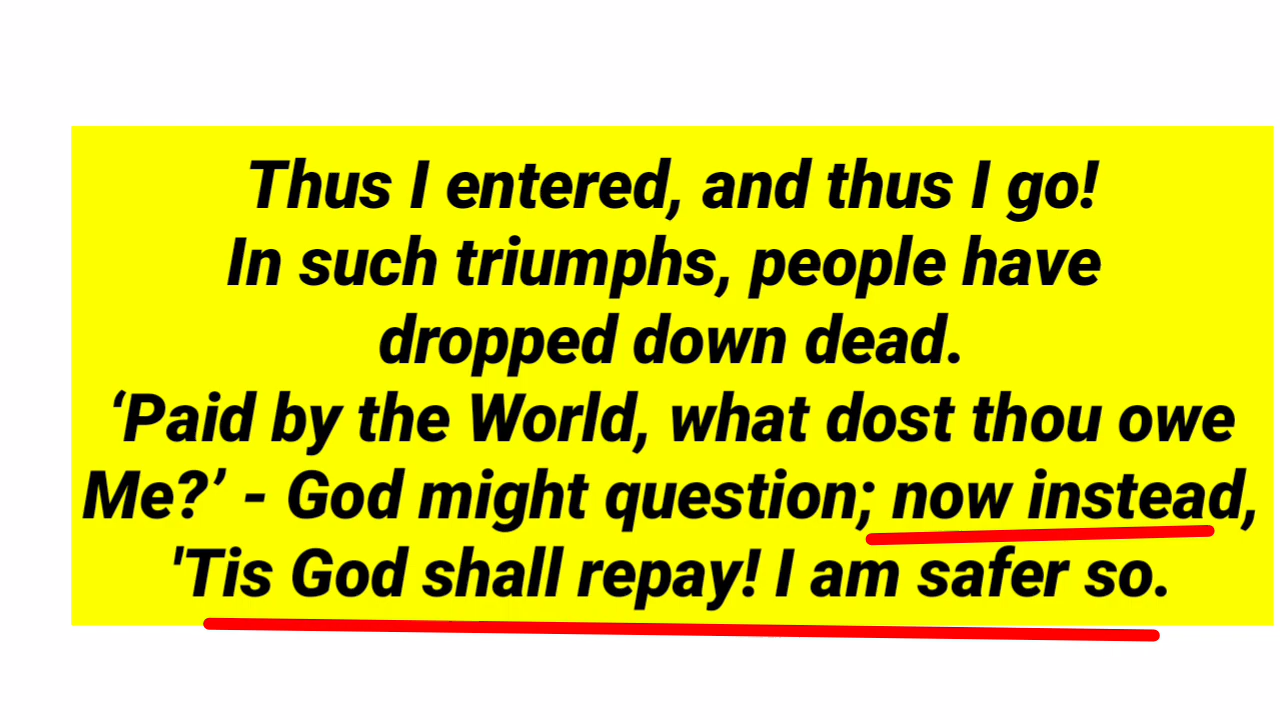 Thus I entered, and thus I go!
In such triumphs, people have
dropped down dead.
‘Paid by the World, what dost thou owe
Me?’ - God might question; now instead,
'Tis God shall repay! I am safer so.